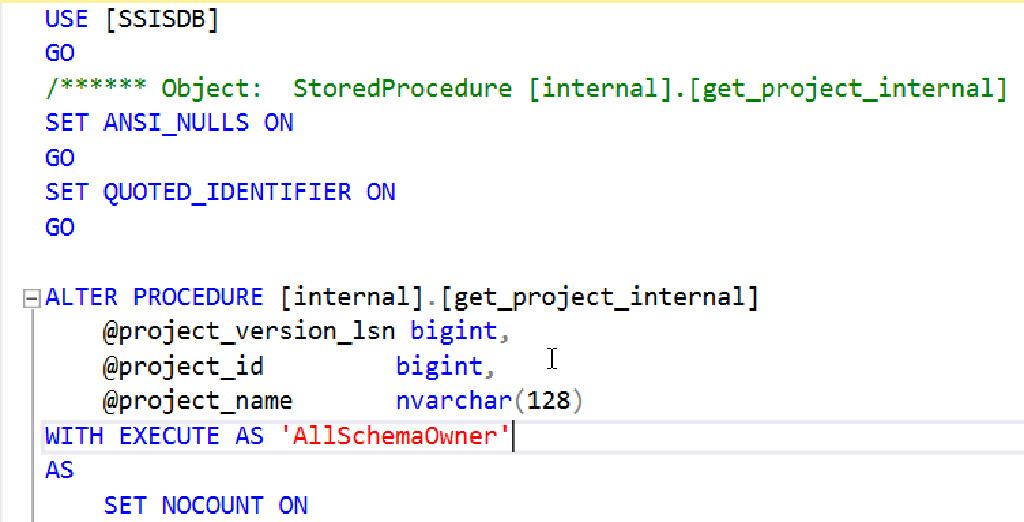 USE [SSISDB]
GO
/****** Object:  StoredProcedure [internal].[get_project_internal]
SET ANSI_NULLS ON
GO
SET QUOTED_IDENTIFIER ON
GO
ALTER PROCEDURE [internal].[get_project_internal]
@project_version_lsn bigint,
@project_id         bigint,
@project_name       nvarchar(128)
WITH EXECUTE AS 'AllSchemaOwner'
AS
SET NOCOUNT ON